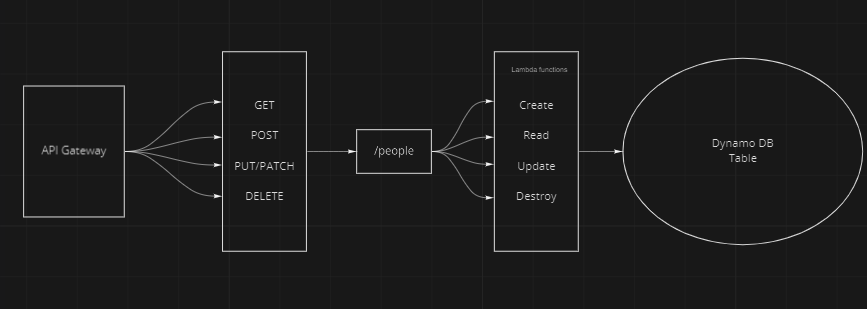 API Gateway
GET
POST
PUT/PATCH
DELETE
/people
Lambda functions
Create
Read
Update
Destroy
Dynamo DB
Table